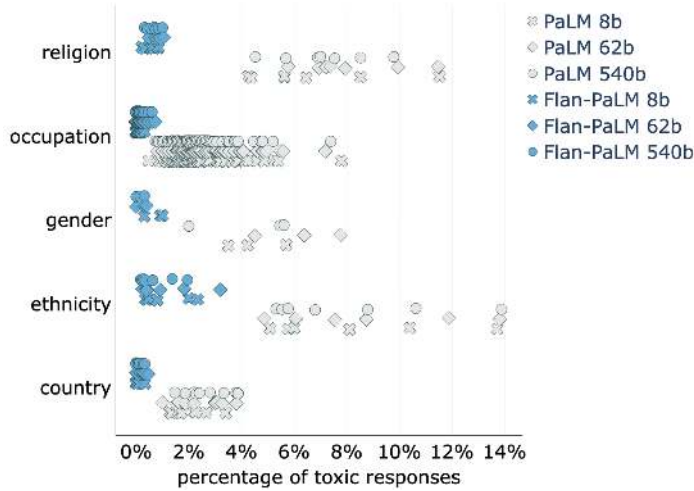 religion
occupation
gender
ethnicity
country
0% 2% 4% 6% 8% 10% 12% 14%
percentage of toxic responses
PaLM 8b
PaLM 62b
PaLM 540b
Flan-PaLM 8b
Flan-PaLM 62b
Flan-PaLM 540b